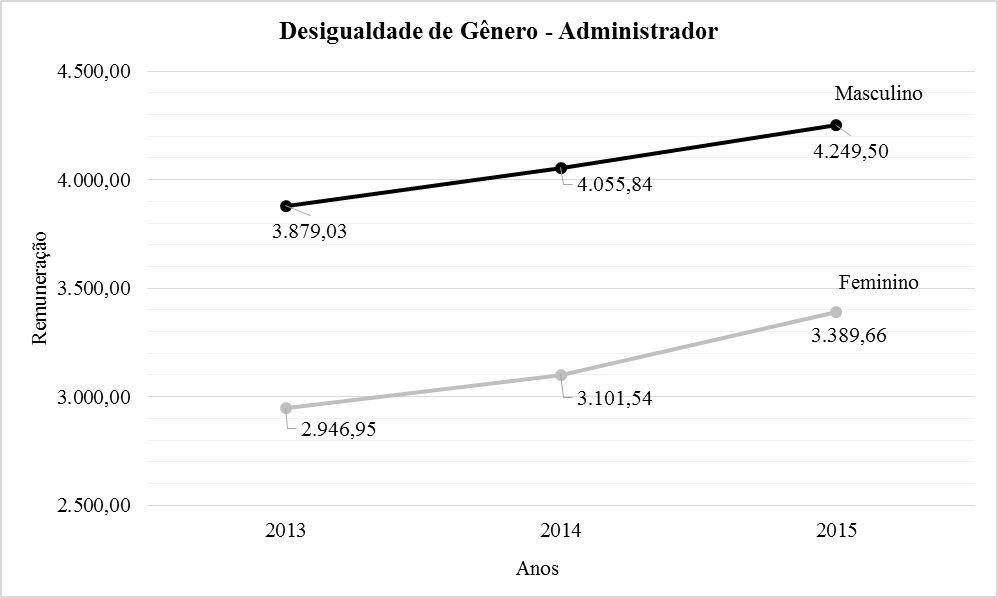 Desigualdade de Gênero - Administrador
4.500,00
Masculino
4.249,50
4.000,00
4.055,84
3.879,03
Remuneração
3.500,00
Feminino
3.389,66
3.000,00
3.101,54
2.946,95
2.500,00
2013
2014
2015
Anos